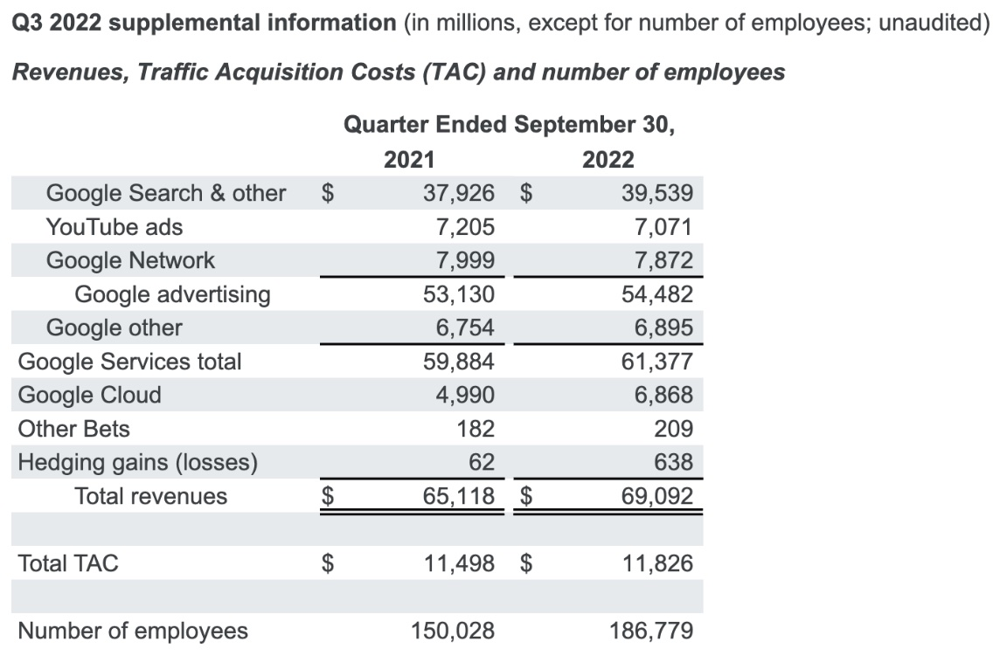 Q3 2022 supplemental information (in millions, except for number of employees; unaudited)
Revenues, Traffic Acquisition Costs (TAC) and number of employees
Quarter Ended September 30,
2021 2022
Google Search & other $ 37,926 $ 39,539
YouTube ads 7,205 7,071
Google Network 7,999 7,872
Google advertising 53,130 54,482
Google other 6,754 6,895
Google Services total 59,884 61,377
Google Cloud 4,990 6,868
Other Bets 182 209
Hedging gains (losses) 62 638
Total revenues $ 65,118 $ 69,092
Total TAC $ 11,498 $ 11,826
Number of employees 150,028 186,779